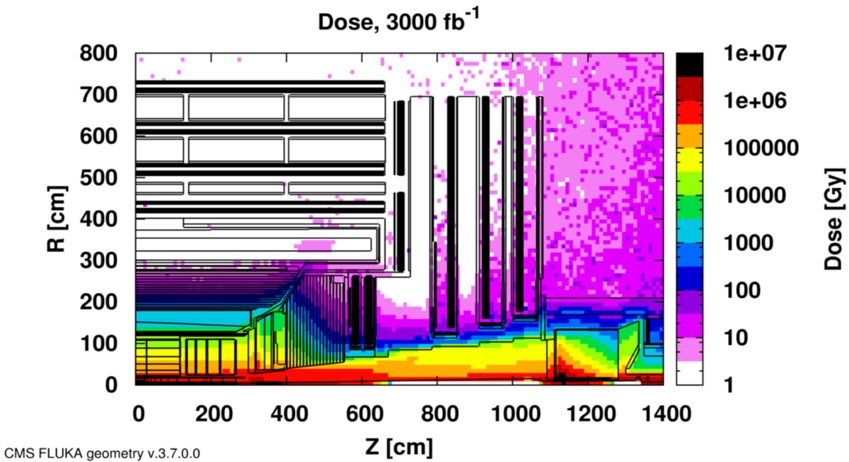 Dose, 3000 fb-1
800
700
600
500
400
300
200
100
0
R [cm]
0 200 400 600 800 1000 1200 1400
Z [cm]
1e+07
1e+06
100000
10000
1000
100
10
1
Dose [Gy]
CMS FLUKA geometry v.3.7.0.0